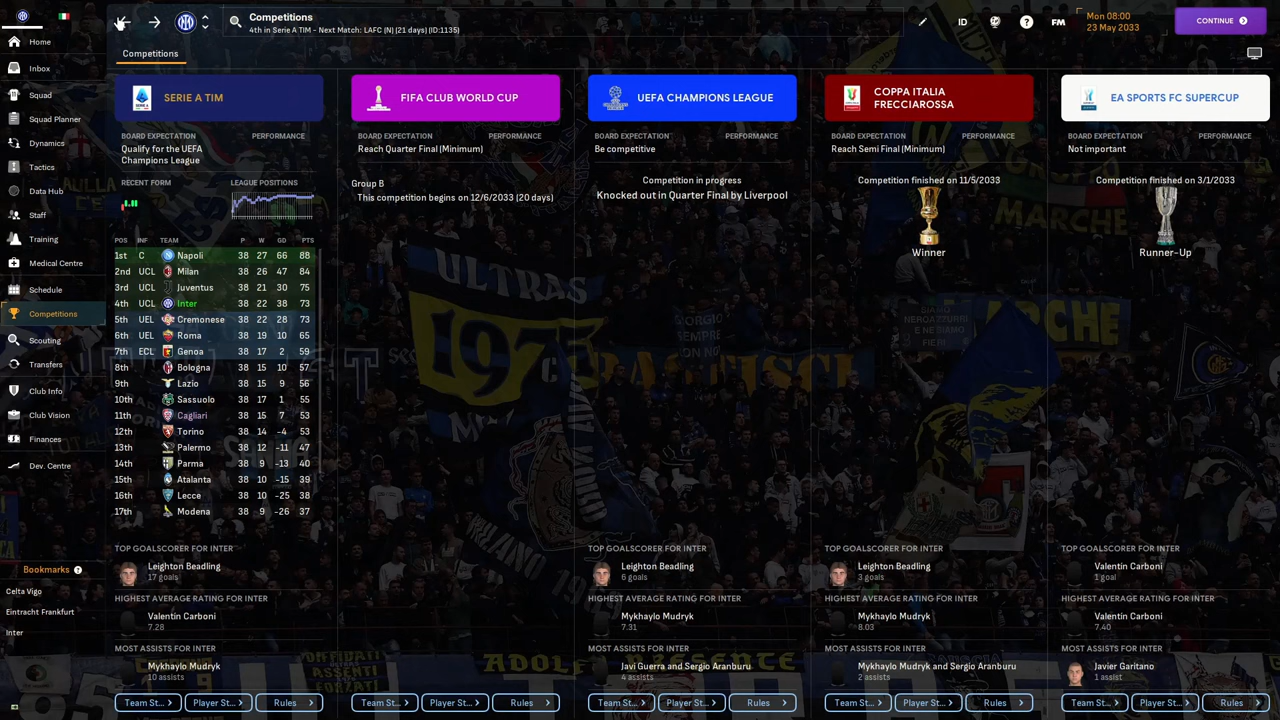 Competitions
4th in Serie A TIM - Next Match: LAFC (N) (21 days) (ID:1135)
ID
?
FM
Mon 08:00
23 May 2033
CONTINUE
Home
Inbox
Squad
Squad Planner
Dynamics
Tactics
Data Hub
Staff
Training
Medical Centre
Schedule
Competitions
Scouting
Transfers
Club Info
Club Vision
Finances
Dev. Centre
Bookmarks ?
Celta Vigo
Eintracht Frankfurt
Inter
Competitions
SERIE A TIM
BOARD EXPECTATION PERFORMANCE
Qualify for the UEFA
Champions League
RECENT FORM LEAGUE POSITIONS
POS INF TEAM P W GD PTS
1st C Napoli 38 27 66 88
2nd UCL Milan 38 26 47 84
3rd UCL Juventus 38 21 30 75
4th UCL Inter 38 22 38 73
5th UEL Cremonese 38 22 28 73
6th UEL Roma 38 19 10 65
7th ECL Genoa 38 17 2 59
8th Bologna 38 15 10 57
9th Lazio 38 15 9 56
10th Sassuolo 38 17 1 55
11th Cagliari 38 15 7 53
12th Torino 38 14 -4 53
13th Palermo 38 12 -11 47
14th Parma 38 9 -13 40
15th Atalanta 38 10 -15 39
16th Lecce 38 10 -25 38
17th Modena 38 9 -26 37
TOP GOALSCORER FOR INTER
Leighton Beadling
17 goals
HIGHEST AVERAGE RATING FOR INTER
Valentin Carboni
7.28
MOST ASSISTS FOR INTER
Mykhaylo Mudryk
10 assists
Team St... Player St... Rules
FIFA CLUB WORLD CUP
BOARD EXPECTATION PERFORMANCE
Reach Quarter Final (Minimum)
Group B
This competition begins on 12/6/2033 (20 days)
Team St... Player St... Rules
UEFA CHAMPIONS LEAGUE
BOARD EXPECTATION PERFORMANCE
Be competitive
Competition in progress
Knocked out in Quarter Final by Liverpool
TOP GOALSCORER FOR INTER
Leighton Beadling
6 goals
HIGHEST AVERAGE RATING FOR INTER
Mykhaylo Mudryk
7.31
MOST ASSISTS FOR INTER
Javi Guerra and Sergio Aranburu
4 assists
Team St... Player St... Rules
COPPA ITALIA
FRECCIAROSSA
BOARD EXPECTATION PERFORMANCE
Reach Semi Final (Minimum)
Competition finished on 11/5/2033
Winner
TOP GOALSCORER FOR INTER
Leighton Beadling
3 goals
HIGHEST AVERAGE RATING FOR INTER
Mykhaylo Mudryk
8.03
MOST ASSISTS FOR INTER
Mykhaylo Mudryk and Sergio Aranburu
2 assists
Team St... Player St... Rules
EA SPORTS FC SUPERCUP
BOARD EXPECTATION PERFORMANCE
Not important
Competition finished on 3/1/2033
Runner-Up
TOP GOALSCORER FOR INTER
Valentin Carboni
1 goal
HIGHEST AVERAGE RATING FOR INTER
Valentin Carboni
7.40
MOST ASSISTS FOR INTER
Javier Garitano
1 assist
Team St... Player St... Rules
ULTRAS
MARCHE